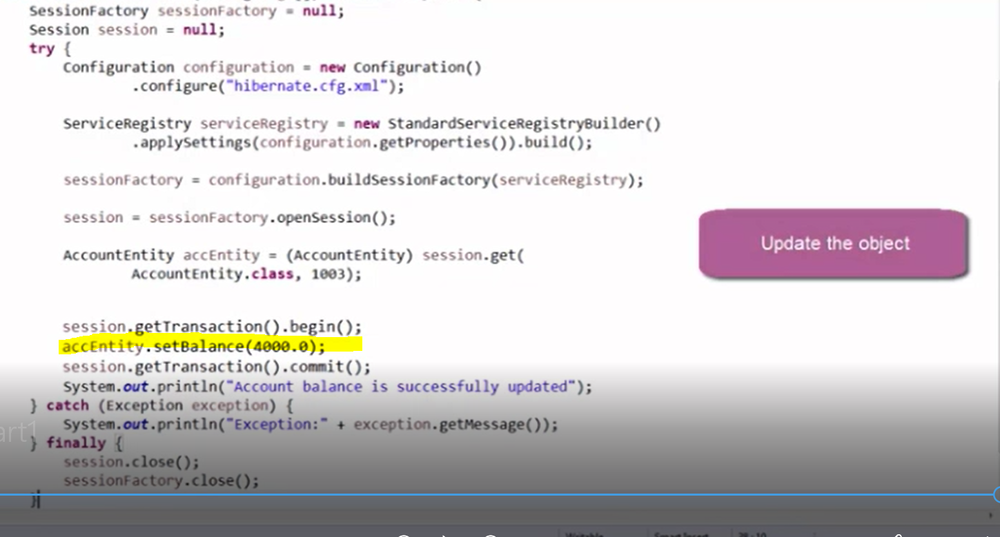 SessionFactory sessionFactory = null;
Session session = null;
try {
Configuration configuration = new Configuration()
.configure("hibernate.cfg.xml");
ServiceRegistry serviceRegistry = new StandardServiceRegistryBuilder()
.applySettings(configuration.getProperties()).build();
sessionFactory = configuration.buildSessionFactory(serviceRegistry);
session = sessionFactory.openSession();
Update the object
AccountEntity accEntity = (AccountEntity) session.get(
AccountEntity.class, 1003);
session.getTransaction().begin();
accEntity.setBalance(4000.0);
session.getTransaction().commit();
System.out.println("Account balance is successfully updated");
} catch (Exception exception) {
System.out.println("Exception:" + exception.getMessage());
art1
} finally {
session.close();
sessionFactory.close();
}